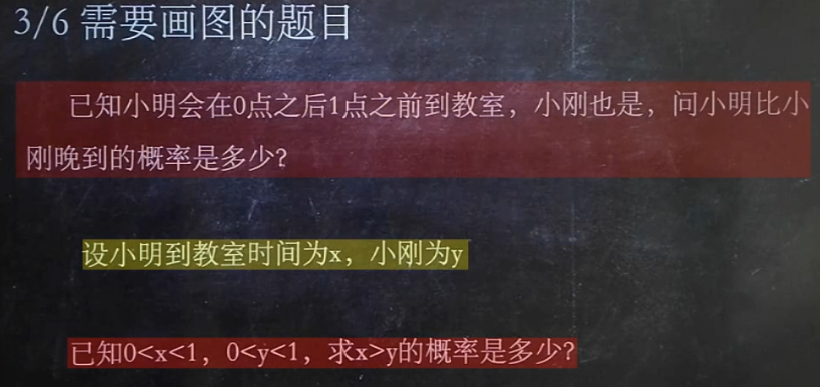 3/6 需要画图的题目
已知小明会在0点之后1点之前到教室，小刚也是，问小明比小
刚晚到的概率是多少？
设小明到教室时间为x，小刚为y
已知0<x<1，0<y<1，求x>y的概率是多少？